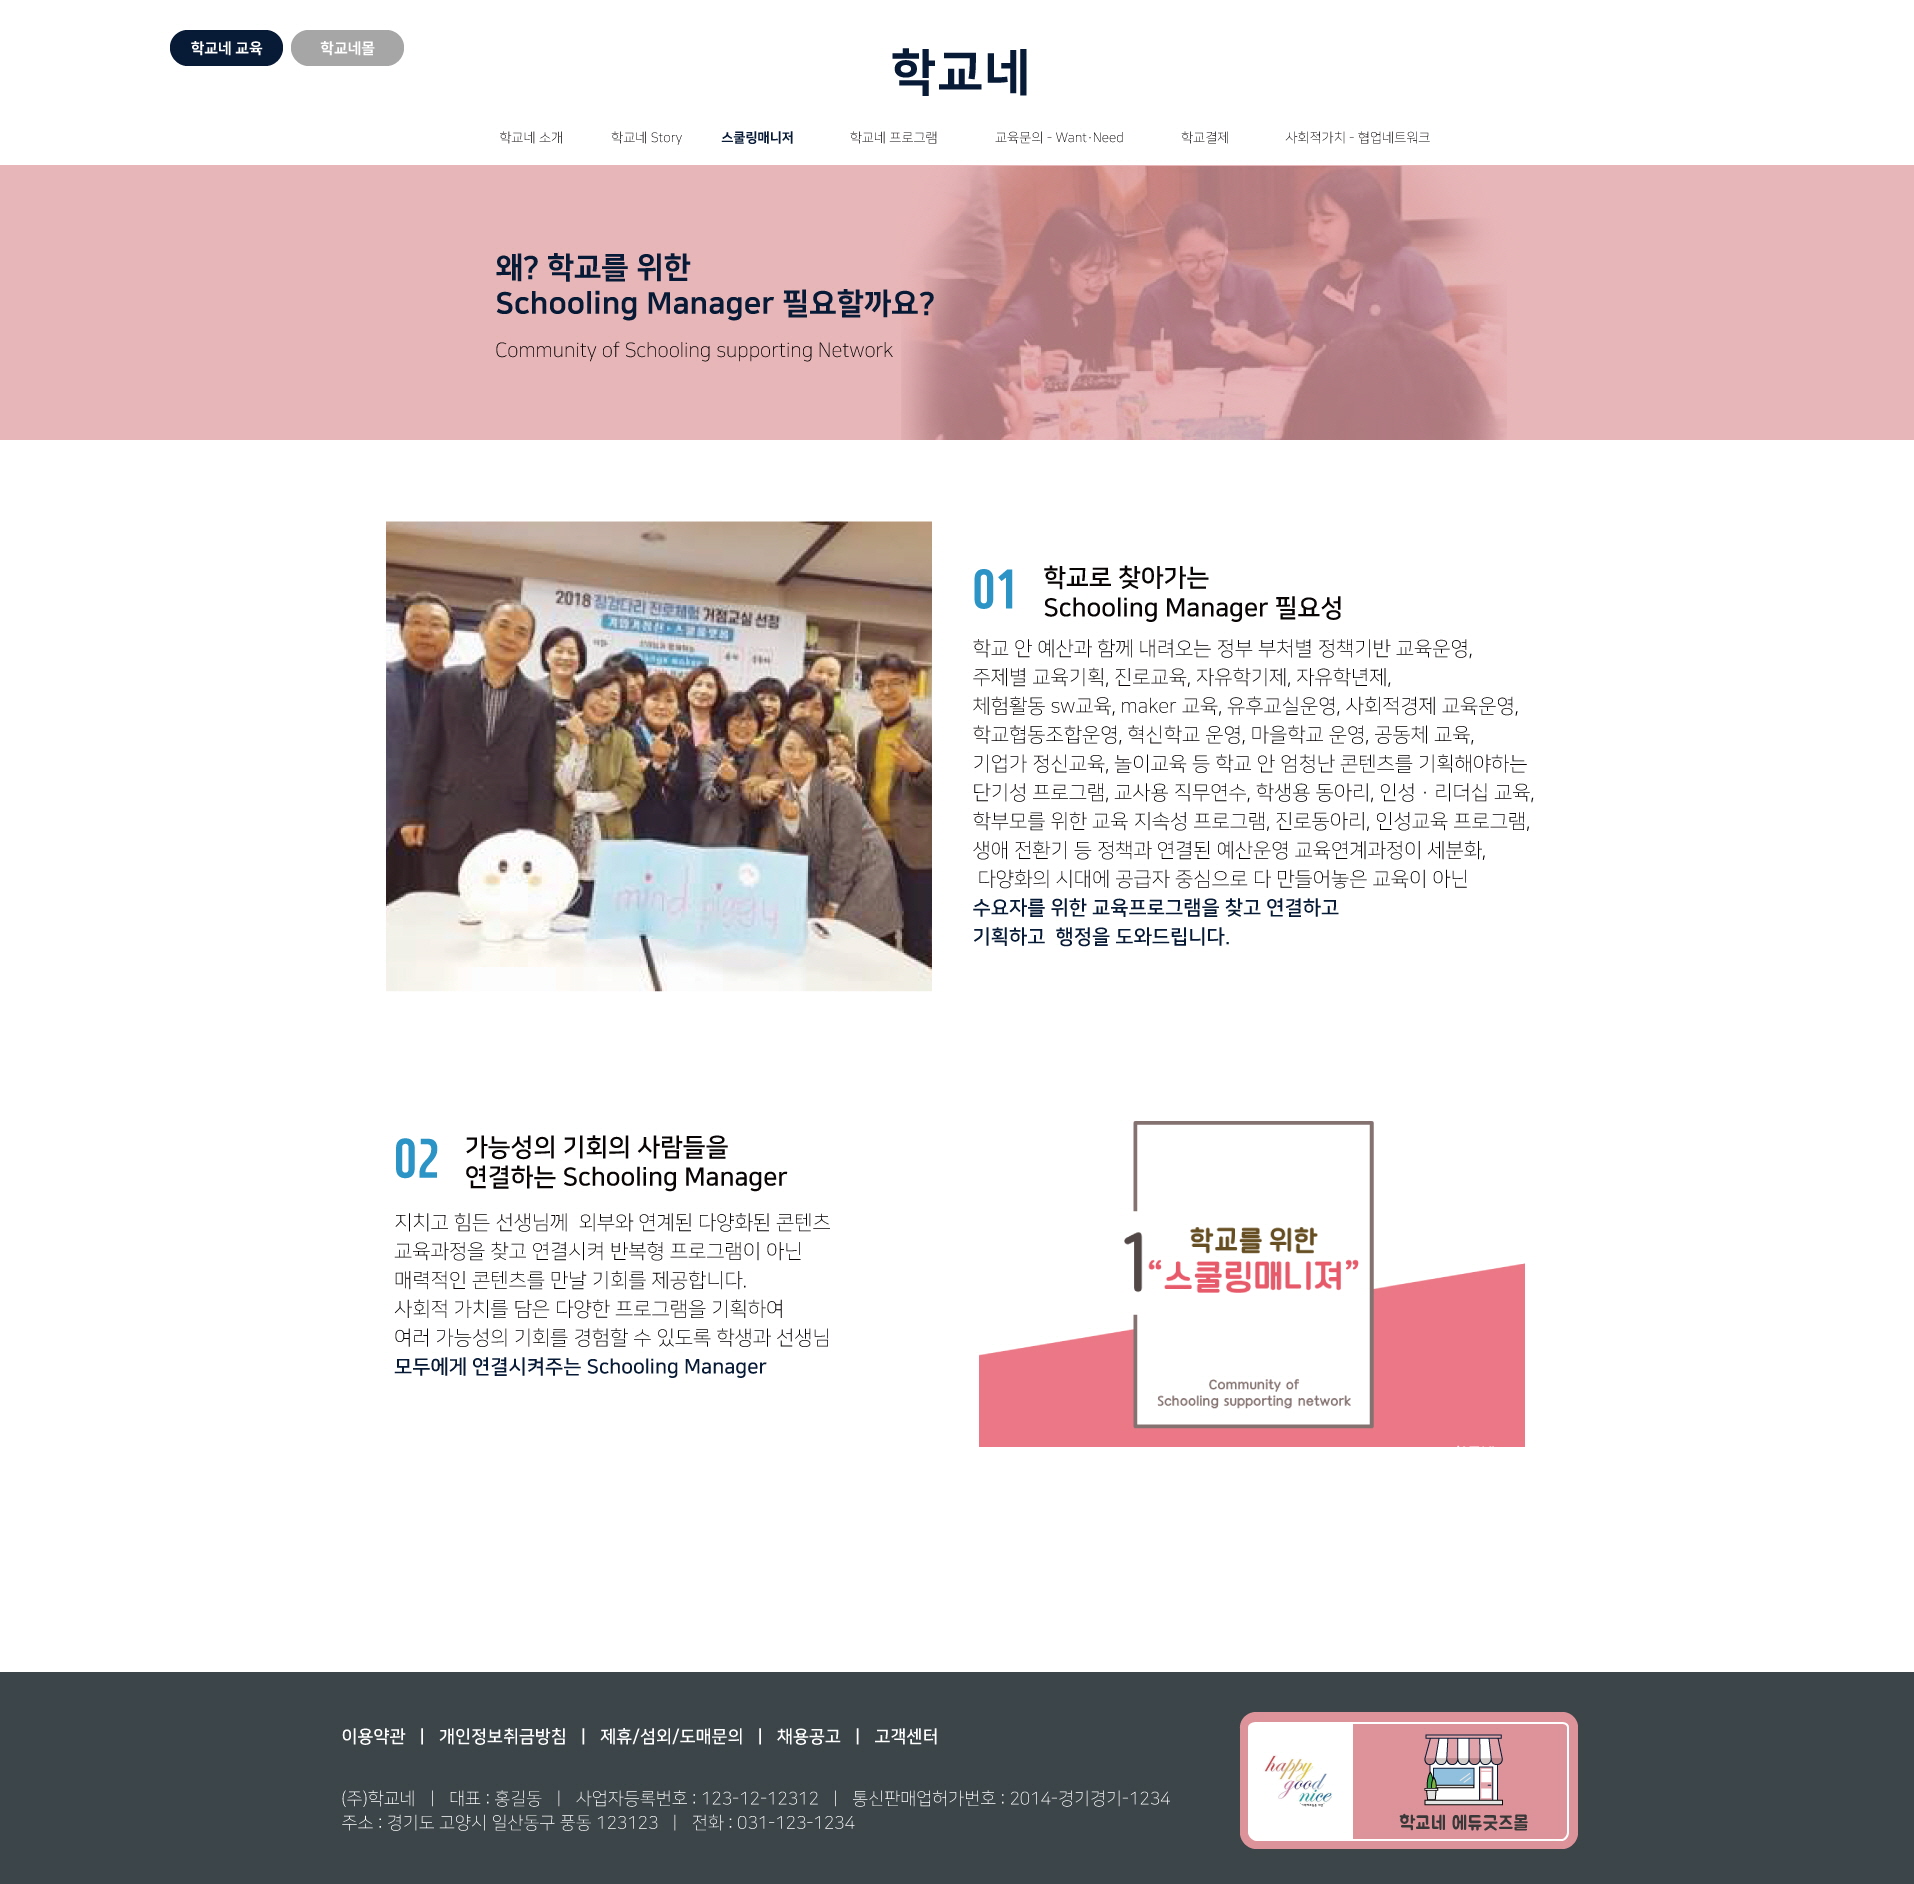 학교네 교육
학교네몰
학교네
학교네 소개
학교네 Story
스쿨링매니저
학교네 프로그램
교육문의 - Want·Need
학교결제
사회적가치 - 협업네트워크
왜? 학교를 위한
Schooling Manager 필요할까요?
Community of Schooling supporting Network
2018 징검다리 진로체험 거점교실 선정
mind piggy
01
학교로 찾아가는
Schooling Manager 필요성
학교 안 예산과 함께 내려오는 정부 부처별 정책기반 교육운영,
주제별 교육기획, 진로교육, 자유학기제, 자유학년제,
체험활동 sw교육, maker 교육, 유후교실운영, 사회적경제 교육운영,
학교협동조합운영, 혁신학교 운영, 마을학교 운영, 공동체 교육,
기업가 정신교육, 놀이교육 등 학교 안 엄청난 콘텐츠를 기획해야하는
단기성 프로그램, 교사용 직무연수, 학생용 동아리, 인성 · 리더십 교육,
학부모를 위한 교육 지속성 프로그램, 진로동아리, 인성교육 프로그램,
생애 전환기 등 정책과 연결된 예산운영 교육연계과정이 세분화,
다양화의 시대에 공급자 중심으로 다 만들어놓은 교육이 아닌
수요자를 위한 교육프로그램을 찾고 연결하고
기획하고 행정을 도와드립니다.
02
가능성의 기회의 사람들을
연결하는 Schooling Manager
지치고 힘든 선생님께 외부와 연계된 다양화된 콘텐츠
교육과정을 찾고 연결시켜 반복형 프로그램이 아닌
매력적인 콘텐츠를 만날 기회를 제공합니다.
사회적 가치를 담은 다양한 프로그램을 기획하여
여러 가능성의 기회를 경험할 수 있도록 학생과 선생님
모두에게 연결시켜주는 Schooling Manager
1
학교를 위한
“스쿨링매니져”
Community of
Schooling supporting network
이용약관 | 개인정보취급방침 | 제휴/섬외/도매문의 | 채용공고 | 고객센터
(주)학교네 | 대표 : 홍길동 | 사업자등록번호 : 123-12-12312 | 통신판매업허가번호 : 2014-경기경기-1234
주소 : 경기도 고양시 일산동구 풍동 123123 | 전화 : 031-123-1234
happy
good
nice
학교네 에듀굿즈몰